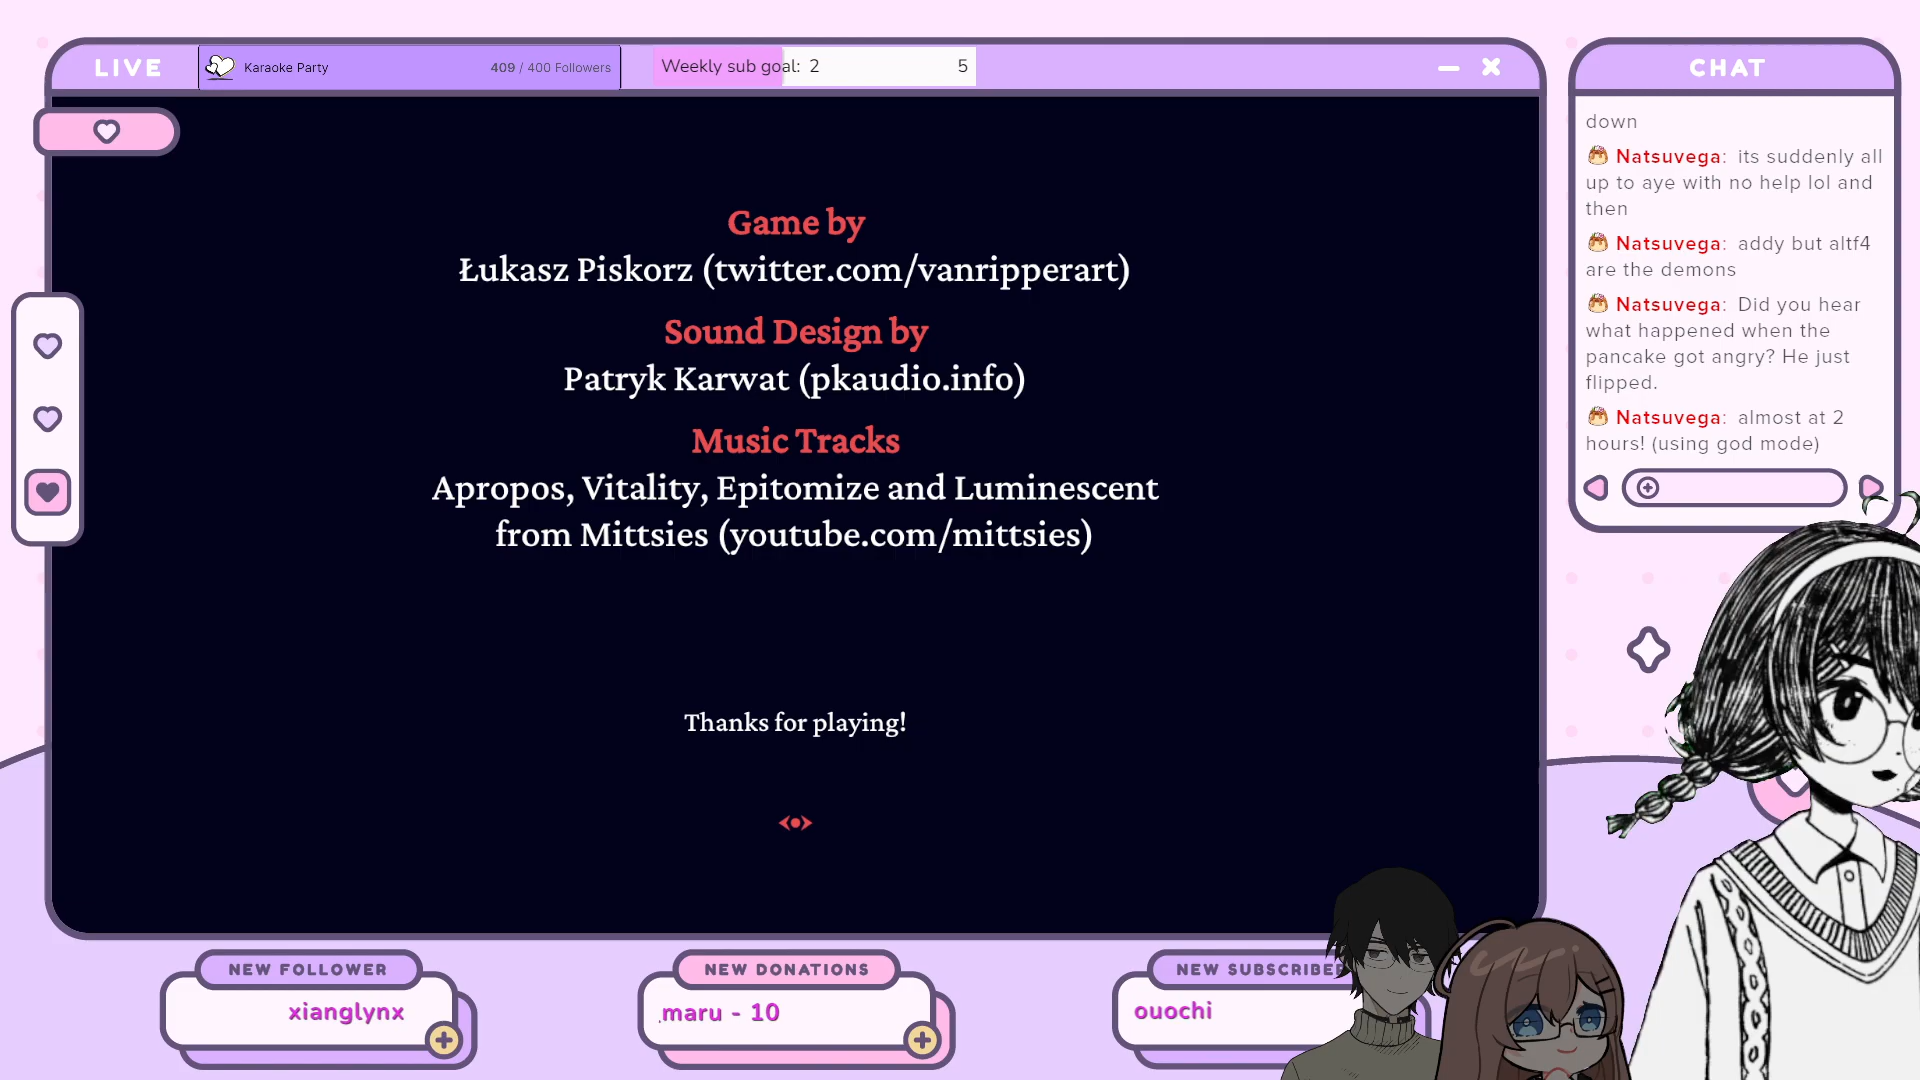 LIVE
Karaoke Party
409 / 400 Followers
Weekly sub goal: 2
5
CHAT
Game by
Łukasz Piskorz (twitter.com/vanripperart)
Sound Design by
Patryk Karwat (pkaudio.info)
Music Tracks
Apropos, Vitality, Epitomize and Luminescent
from Mittsies (youtube.com/mittsies)
Thanks for playing!
down
Natsuvega: its suddenly all
up to aye with no help lol and
then
Natsuvega: addy but altf4
are the demons
Natsuvega: Did you hear
what happened when the
pancake got angry? He just
flipped.
Natsuvega: almost at 2
hours! (using god mode)
NEW FOLLOWER
xianglynx
NEW DONATIONS
maru - 10
NEW SUBSCRIBER
ouochi